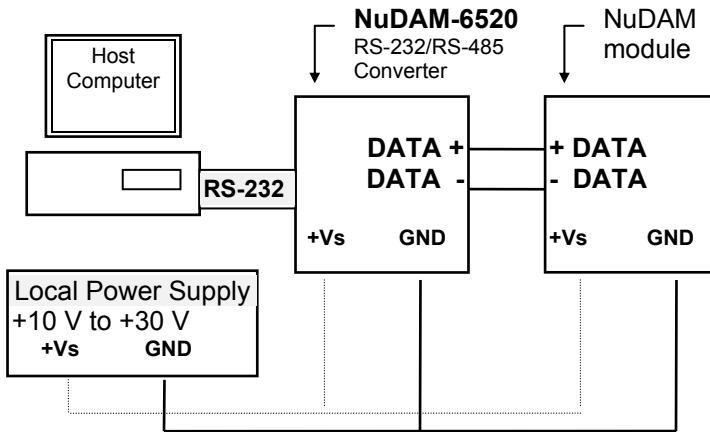 Host
Computer
RS-232
NuDAM-6520
RS-232/RS-485
Converter
DATA +
DATA -
+Vs GND
NuDAM
module
+ DATA
- DATA
+Vs GND
Local Power Supply
+10 V to +30 V
+Vs GND